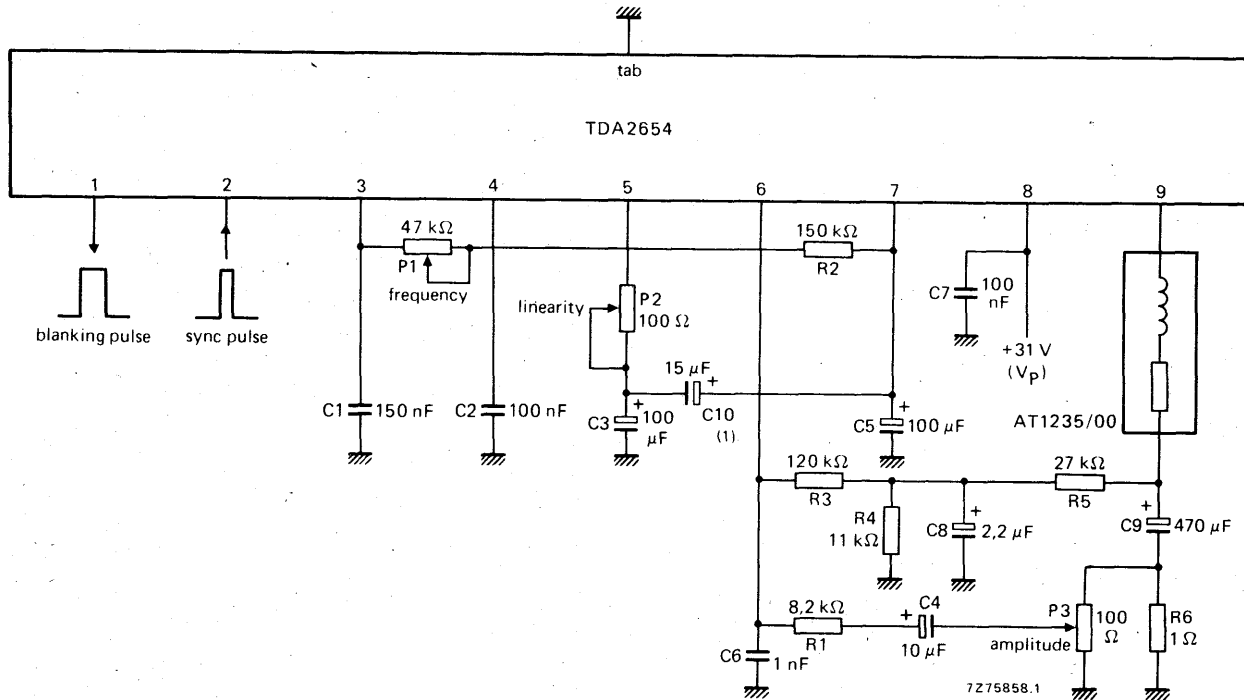 tab
TDA2654
1 2 3 4 5 6 7 8 9
47 kΩ
P1
frequency
150 kΩ
R2
blanking pulse
sync pulse
linearity
P2
100 Ω
C7
100
nF
+31 V
(VP)
15 μF
+
C10
(1)
C1
150 nF
C2
100 nF
C3
+
100
μF
C5
+
100 μF
AT1235/00
120 kΩ
R3
27 kΩ
R5
R4
11 kΩ
C8
+
2,2 μF
C9
+
470 μF
8,2 kΩ
R1
+
C4
10 μF
amplitude
P3
100
Ω
R6
1 Ω
C6
1 nF
7Z75858.1